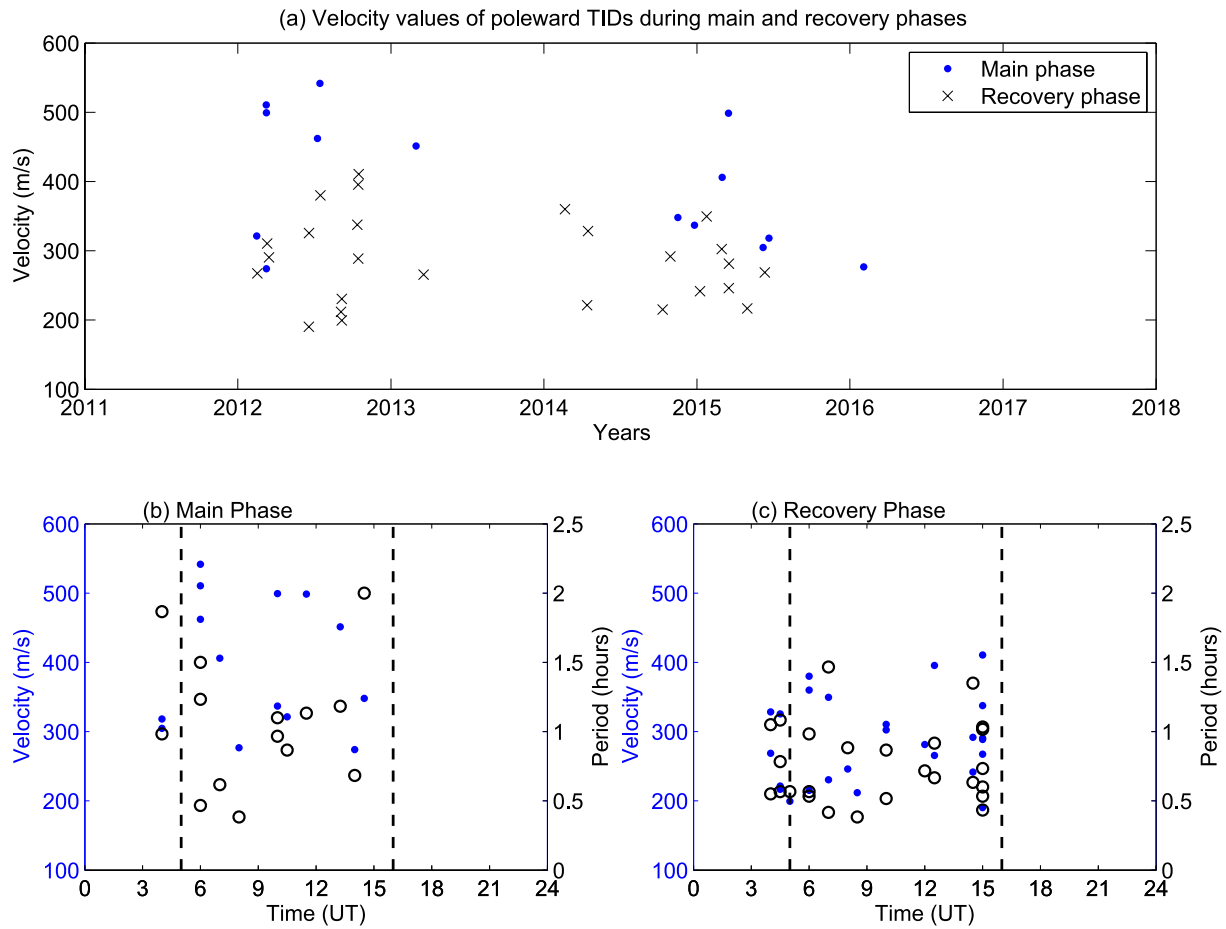 (a) Velocity values of poleward TIDs during main and recovery phases
600
500
400
300
200
100
Velocity (m/s)
Main phase
Recovery phase
2011 2012 2013 2014 2015 2016 2017 2018
Years
(b) Main Phase
600
500
400
300
200
100
Velocity (m/s)
2.5
2
1.5
1
0.5
0
Period (hours)
0 3 6 9 12 15 18 21 24
Time (UT)
(c) Recovery Phase
600
500
400
300
200
100
Velocity (m/s)
2.5
2
1.5
1
0.5
0
Period (hours)
0 3 6 9 12 15 18 21 24
Time (UT)